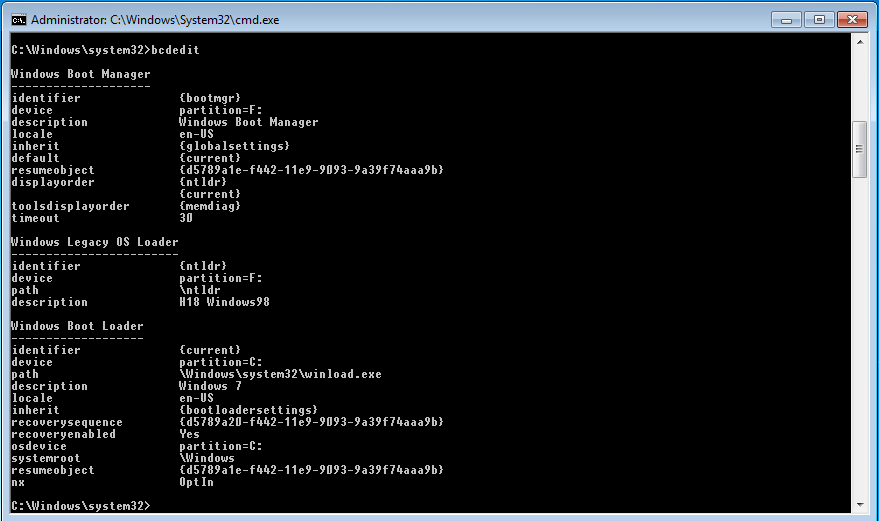 Administrator: C:\Windows\System32\cmd.exe
C:\Windows\system32>bcdedit
Windows Boot Manager
--------------------
identifier              {bootmgr}
device                  partition=F:
description             Windows Boot Manager
locale                  en-US
inherit                 {globalsettings}
default                 {current}
resumeobject            {d5789a1e-f442-11e9-9093-9a39f74aaa9b}
displayorder            {ntldr}
                        {current}
toolsdisplayorder       {memdiag}
timeout                 30
Windows Legacy OS Loader
------------------------
identifier              {ntldr}
device                  partition=F:
path                    \ntldr
description             H18 Windows98
Windows Boot Loader
-------------------
identifier              {current}
device                  partition=C:
path                    \Windows\system32\winload.exe
description             Windows 7
locale                  en-US
inherit                 {bootloadersettings}
recoverysequence        {d5789a20-f442-11e9-9093-9a39f74aaa9b}
recoveryenabled         Yes
osdevice                partition=C:
systemroot              \Windows
resumeobject            {d5789a1e-f442-11e9-9093-9a39f74aaa9b}
nx                      OptIn
C:\Windows\system32>